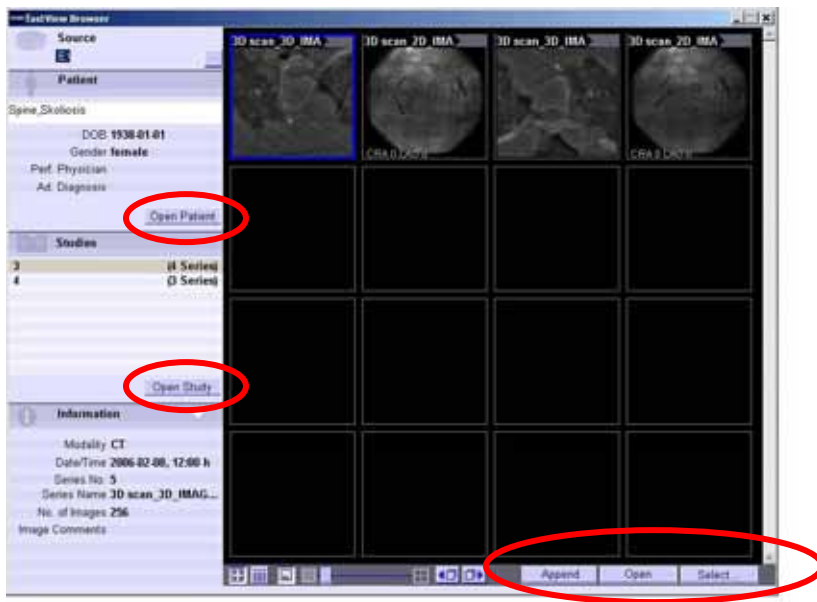 EastView Browser
Source
E:
Patient
Spine,Skoliosis
DOB 1938-01-01
Gender female
Perf. Physician
Ad. Diagnosis
Open Patient
Studies
3 (4 Series)
4 (3 Series)
Open Study
Information
Modality CT
Date/Time 2006-02-08, 12:00 h
Series No. 5
Series Name 3D scan_3D_IMAG...
No. of Images 256
Image Comments
3D scan_3D_IMA
3D scan_2D_IMA
3D scan_3D_IMA
3D scan_2D_IMA
Append
Open
Select